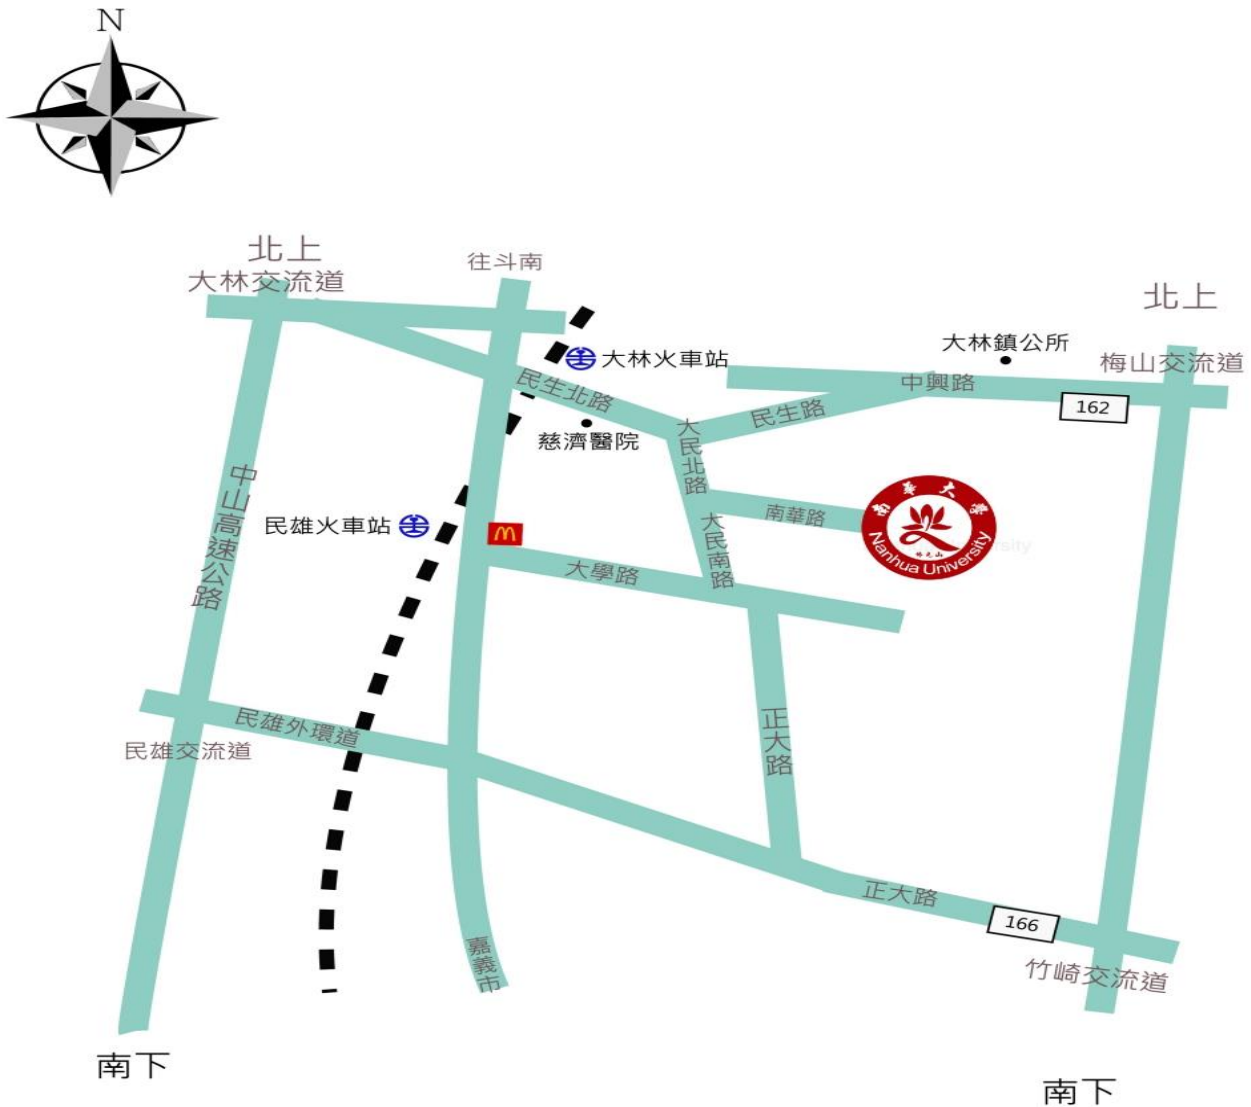 N
北上
大林交流道
往斗南
北上
大林火車站
大林鎮公所
梅山交流道
民生北路
中興路
162
民生路
慈濟醫院
大民北路
中山高速公路
民雄火車站
南華路
南華大學
Nanhua University
大民南路
大學路
民雄外環道
正大路
民雄交流道
正大路
166
嘉義市
竹崎交流道
南下
南下